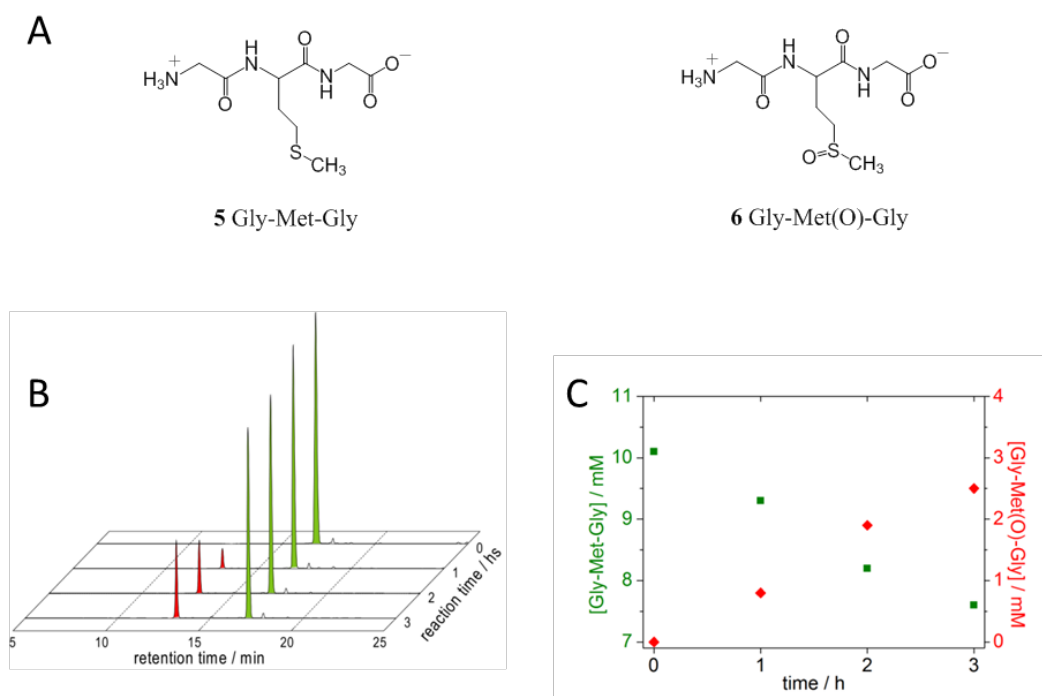 A
H₃N⁺
O
H
N
O
N
H
O⁻
O
S
CH₃
5 Gly-Met-Gly
H₃N⁺
O
H
N
O
N
H
O⁻
O
O
S
CH₃
6 Gly-Met(O)-Gly
B
0
1
2
3
reaction time / hs
5
10
15
20
25
retention time / min
C
11
10
9
8
7
[Gly-Met-Gly] / mM
4
3
2
1
0
[Gly-Met(O)-Gly] / mM
0
1
2
3
time / h